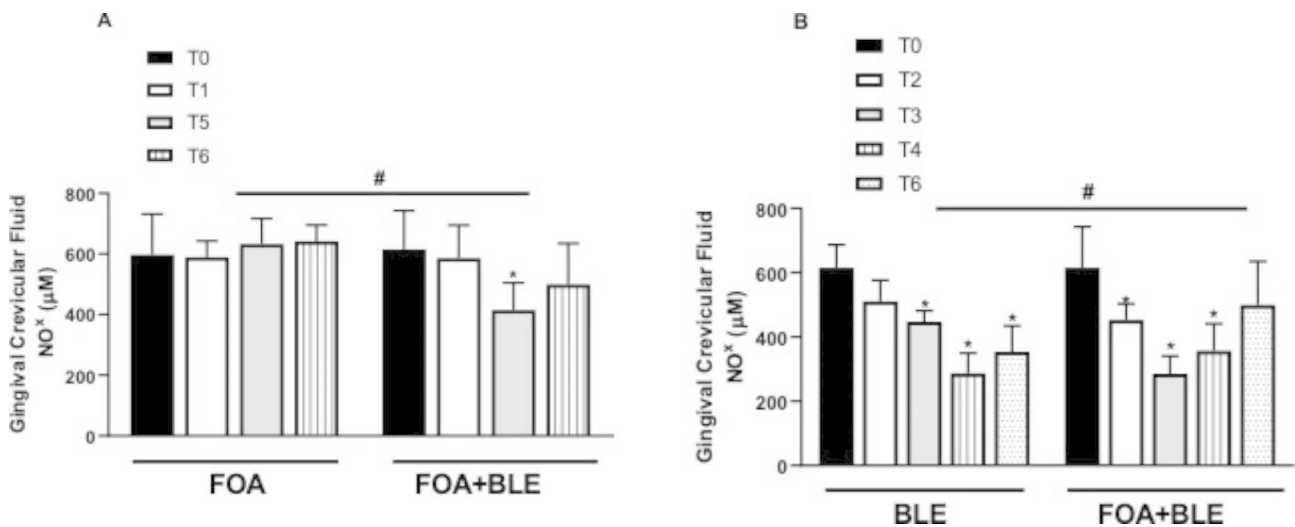 A
T0
T1
T5
T6
#
Gingival Crevicular Fluid
NOˣ (μM)
800
600
400
200
0
*
FOA
FOA+BLE
B
T0
T2
T3
T4
T6
#
Gingival Crevicular Fluid
NOˣ (μM)
800
600
400
200
0
*
*
*
*
*
*
BLE
FOA+BLE